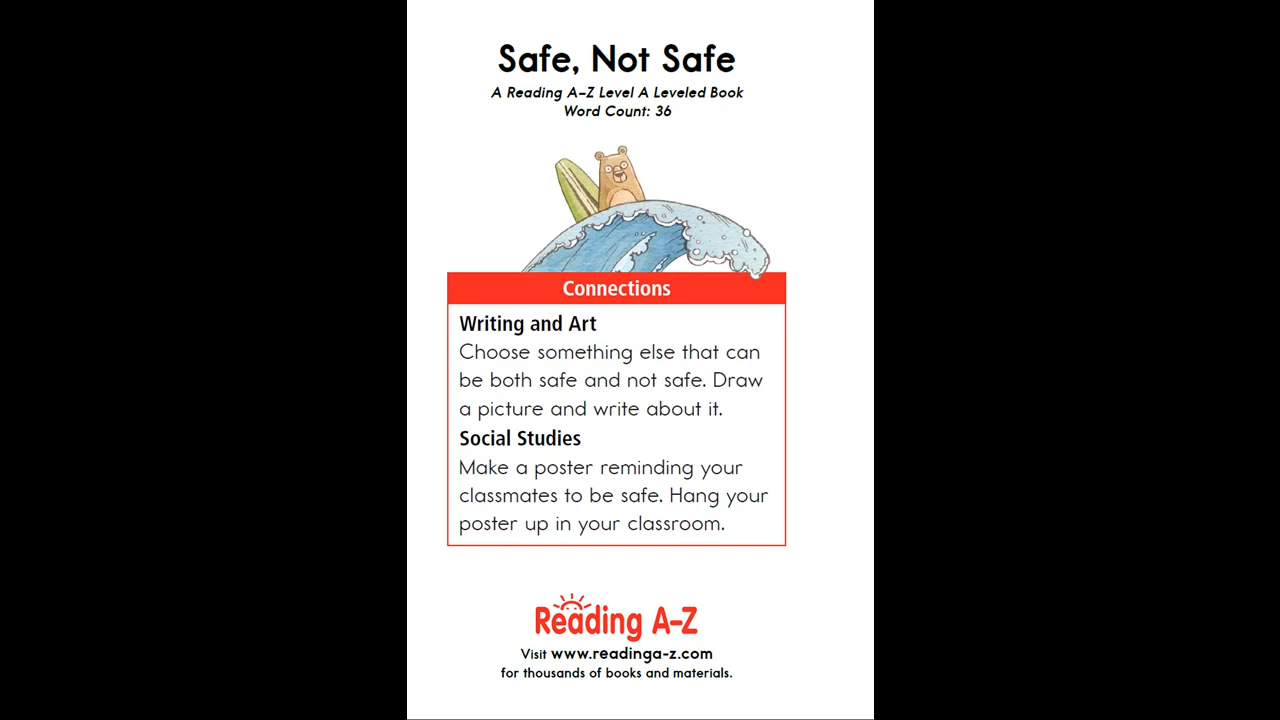 Safe, Not Safe
A Reading A–Z Level A Leveled Book
Word Count: 36
Connections
Writing and Art
Choose something else that can
be both safe and not safe. Draw
a picture and write about it.
Social Studies
Make a poster reminding your
classmates to be safe. Hang your
poster up in your classroom.
Reading A–Z
Visit www.readinga-z.com
for thousands of books and materials.